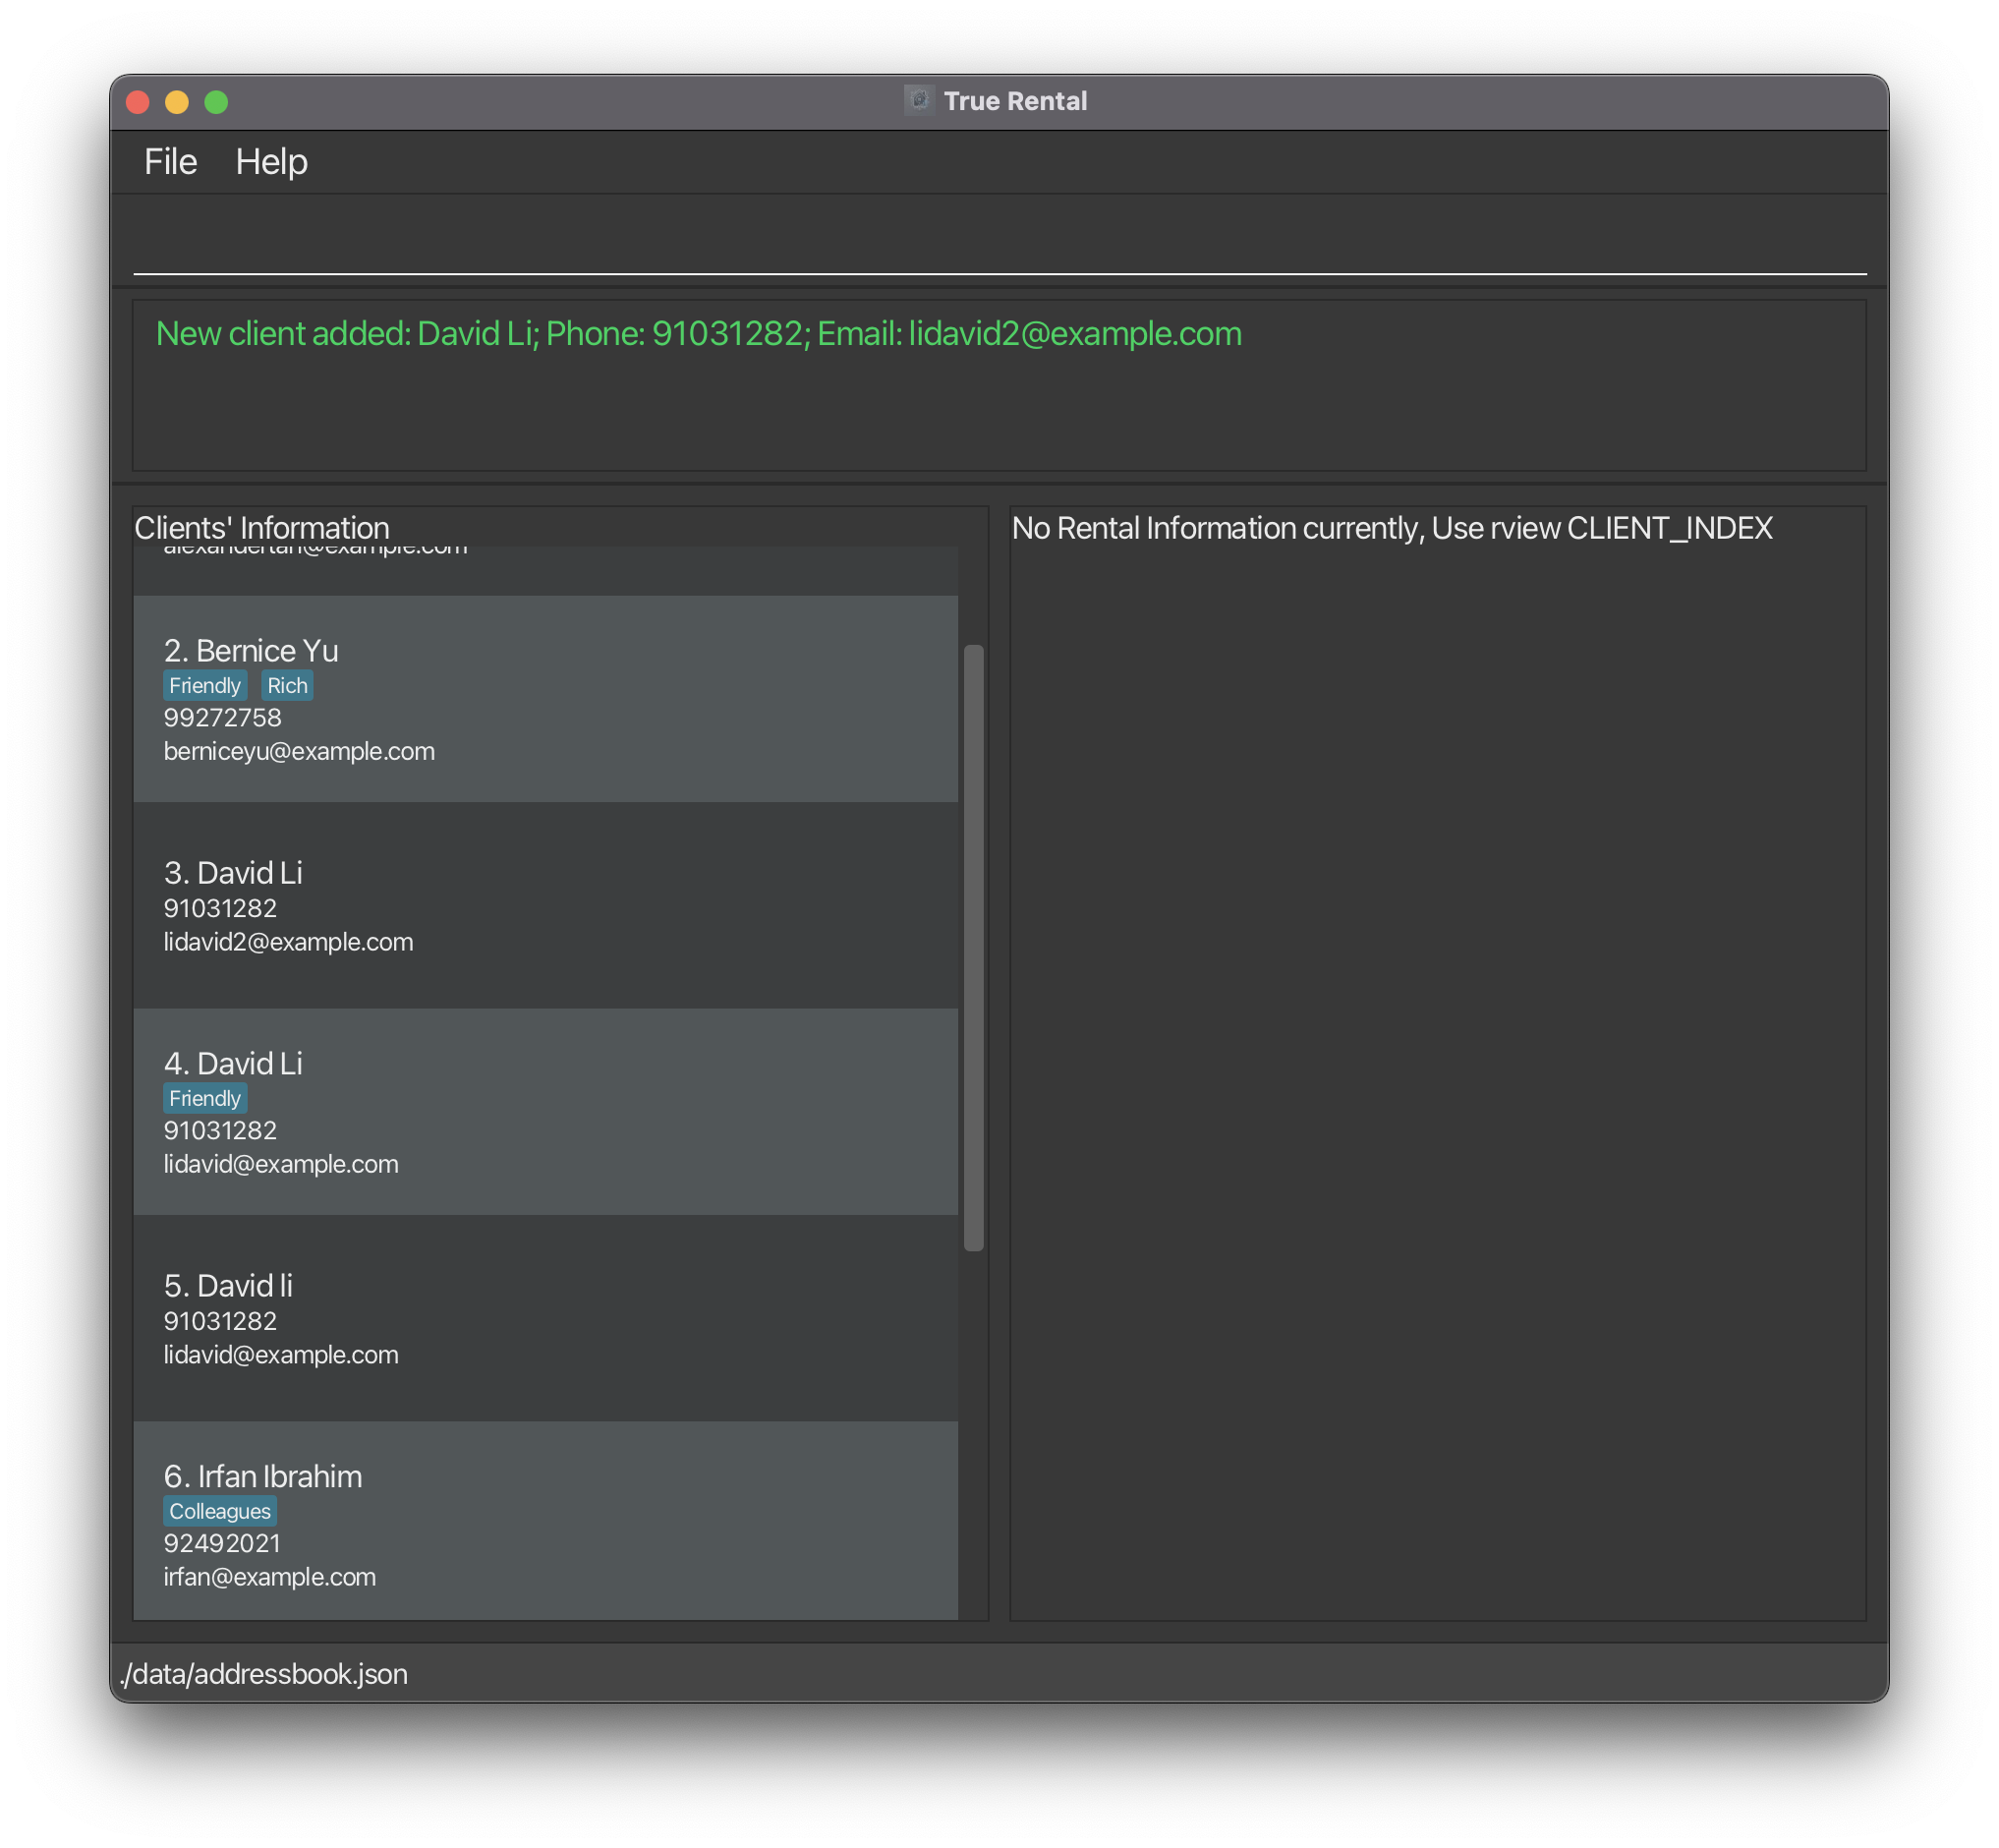 True Rental
File Help
New client added: David Li; Phone: 91031282; Email: lidavid2@example.com
Clients' Information
alexandertan@example.com
2. Bernice Yu
Friendly Rich
99272758
berniceyu@example.com
3. David Li
91031282
lidavid2@example.com
4. David Li
Friendly
91031282
lidavid@example.com
5. David li
91031282
lidavid@example.com
6. Irfan Ibrahim
Colleagues
92492021
irfan@example.com
No Rental Information currently, Use rview CLIENT_INDEX
./data/addressbook.json